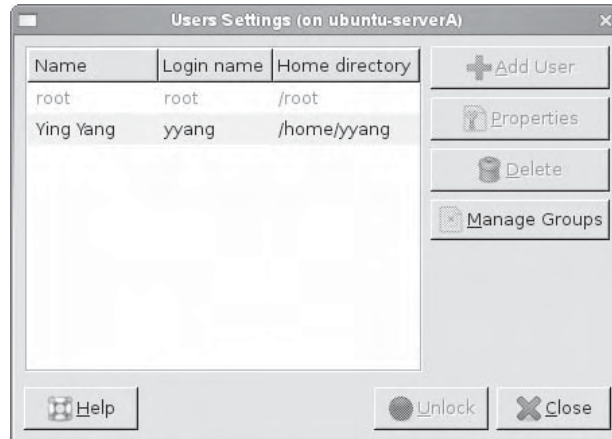 Users Settings (on ubuntu-serverA)
Name Login name Home directory
root root /root
Ying Yang yyang /home/yyang
Add User
Properties
Delete
Manage Groups
Help
Unlock
Close